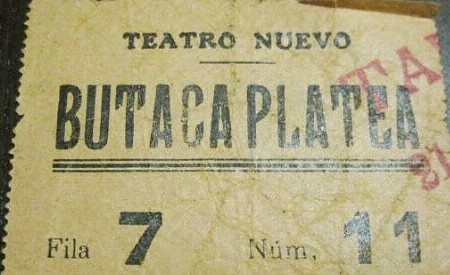 TEATRO NUEVO
BUTACA PLATEA
Fila 7 Núm, 11